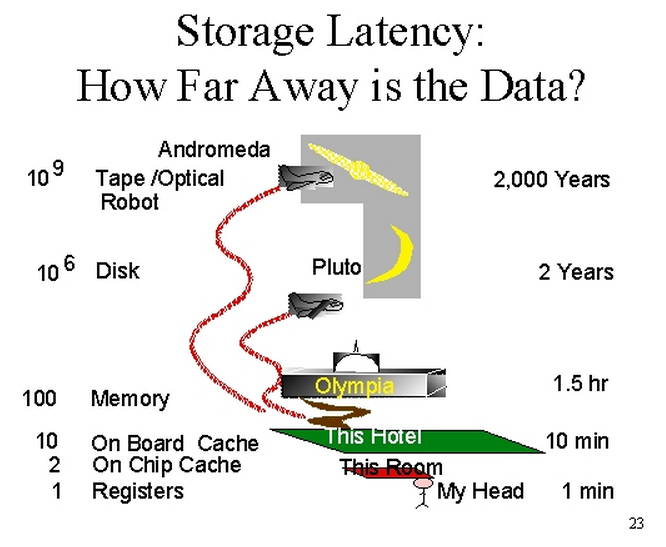 Storage Latency:
How Far Away is the Data?
Andromeda
10 9 Tape /Optical Robot 2,000 Years
10 6 Disk Pluto 2 Years
Olympia 1.5 hr
100 Memory
This Hotel
10 On Board Cache 10 min
2 On Chip Cache This Room
1 Registers My Head 1 min
23